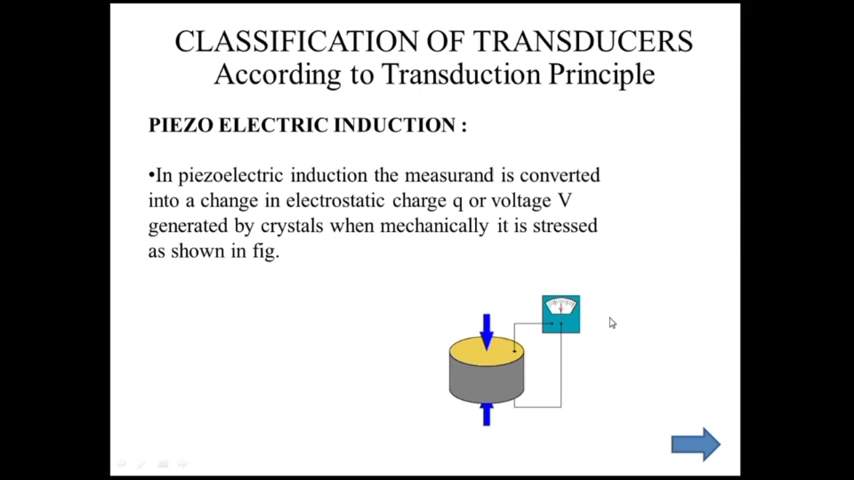 CLASSIFICATION OF TRANSDUCERS
According to Transduction Principle
PIEZO ELECTRIC INDUCTION :
•In piezoelectric induction the measurand is converted
into a change in electrostatic charge q or voltage V
generated by crystals when mechanically it is stressed
as shown in fig.